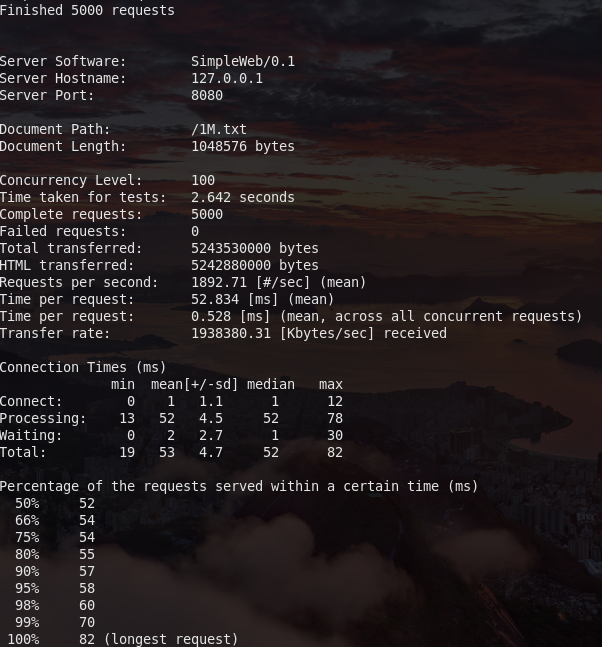 Finished 5000 requests
Server Software: SimpleWeb/0.1
Server Hostname: 127.0.0.1
Server Port: 8080
Document Path: /1M.txt
Document Length: 1048576 bytes
Concurrency Level: 100
Time taken for tests: 2.642 seconds
Complete requests: 5000
Failed requests: 0
Total transferred: 5243530000 bytes
HTML transferred: 5242880000 bytes
Requests per second: 1892.71 [#/sec] (mean)
Time per request: 52.834 [ms] (mean)
Time per request: 0.528 [ms] (mean, across all concurrent requests)
Transfer rate: 1938380.31 [Kbytes/sec] received
Connection Times (ms)
min mean[+/-sd] median max
Connect: 0 1 1.1 1 12
Processing: 13 52 4.5 52 78
Waiting: 0 2 2.7 1 30
Total: 19 53 4.7 52 82
Percentage of the requests served within a certain time (ms)
50% 52
66% 54
75% 54
80% 55
90% 57
95% 58
98% 60
99% 70
100% 82 (longest request)